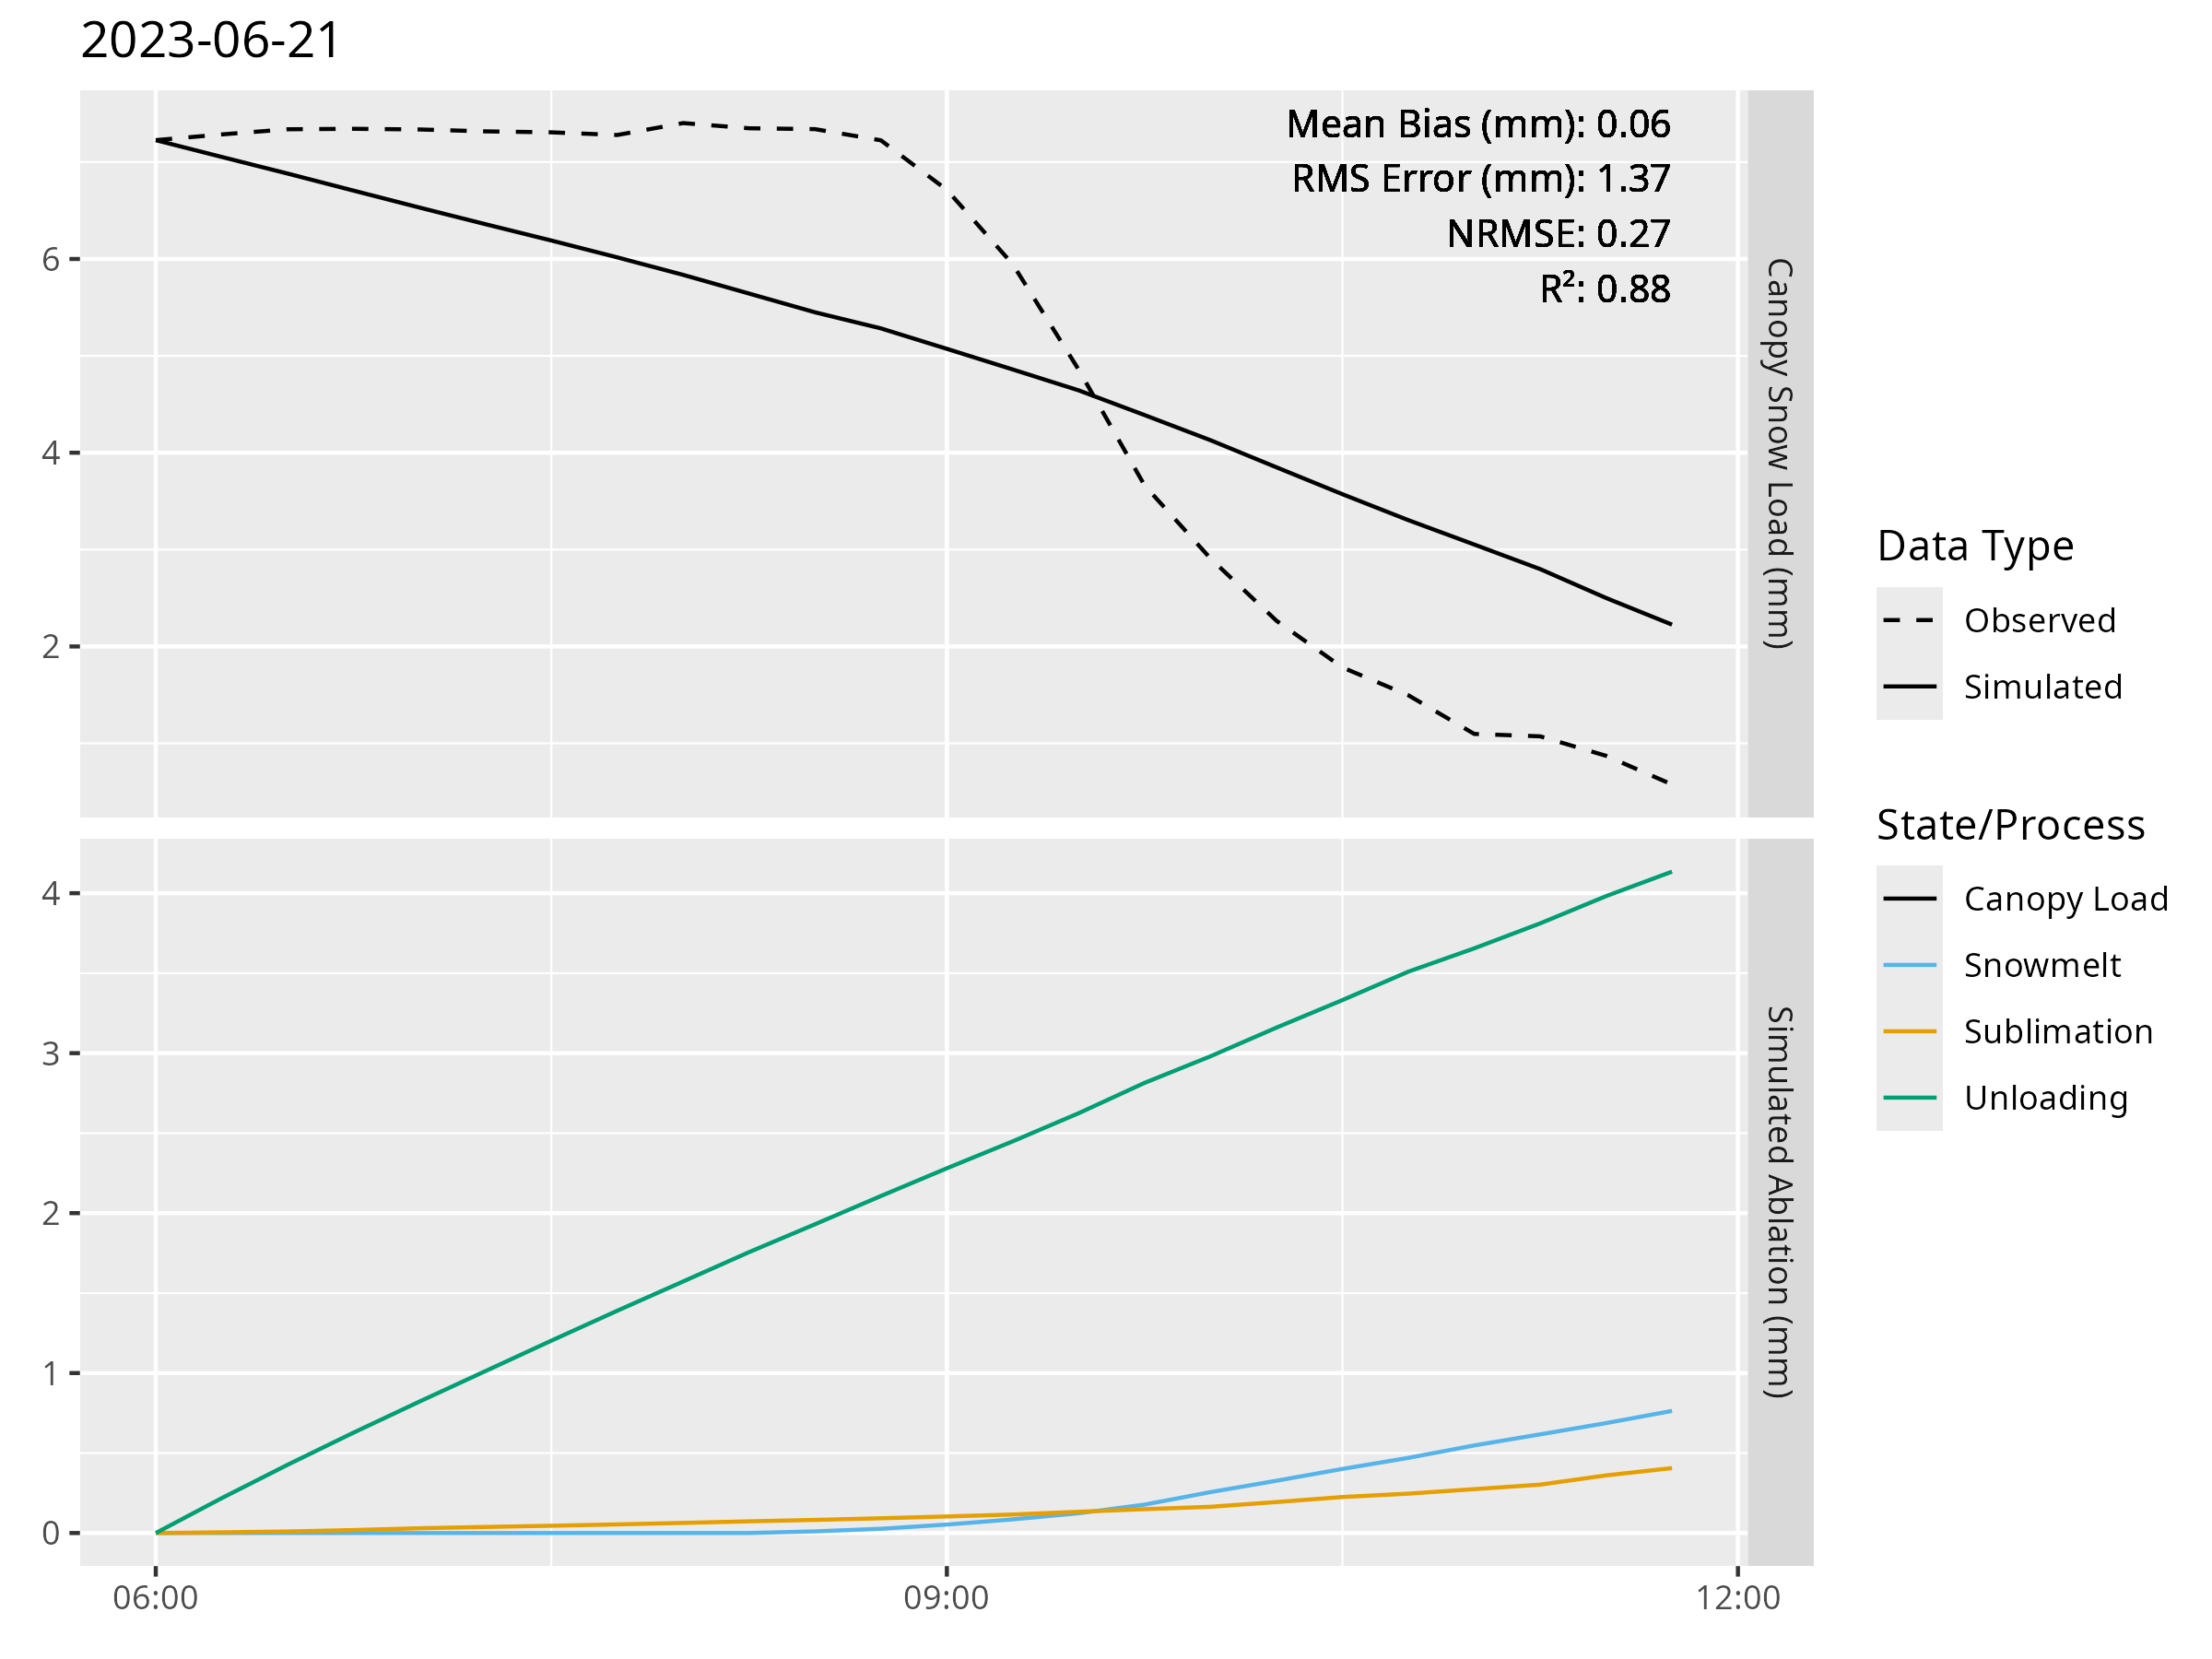 2023-06-21
Mean Bias (mm): 0.06
RMS Error (mm): 1.37
NRMSE: 0.27
R²: 0.88
6
4
2
Canopy Snow Load (mm)
4
3
2
1
0
Simulated Ablation (mm)
06:00
09:00
12:00
Data Type
Observed
Simulated
State/Process
Canopy Load
Snowmelt
Sublimation
Unloading